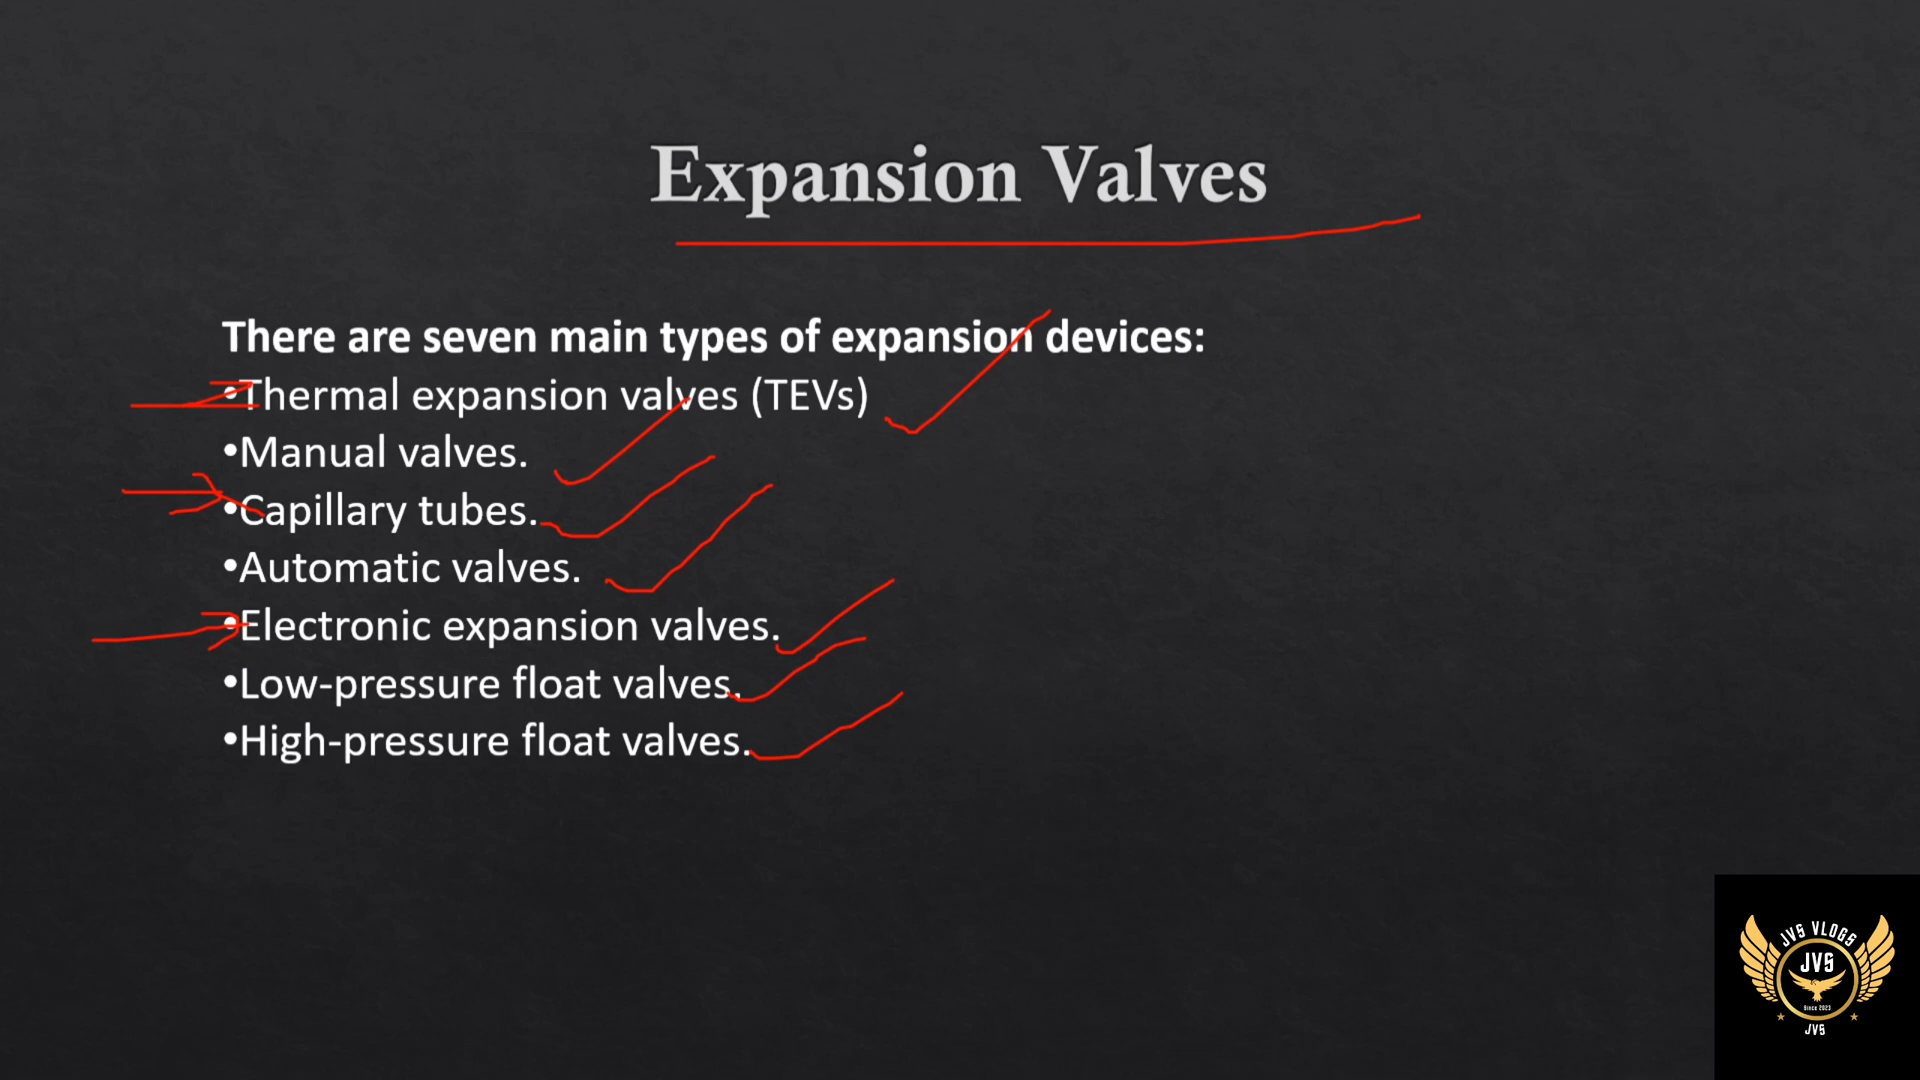 Expansion Valves
There are seven main types of expansion devices:
•Thermal expansion valves (TEVs)
•Manual valves.
•Capillary tubes.
•Automatic valves.
•Electronic expansion valves.
•Low-pressure float valves.
•High-pressure float valves.
JVS VLOGS
JVS
Since 2023
JVS